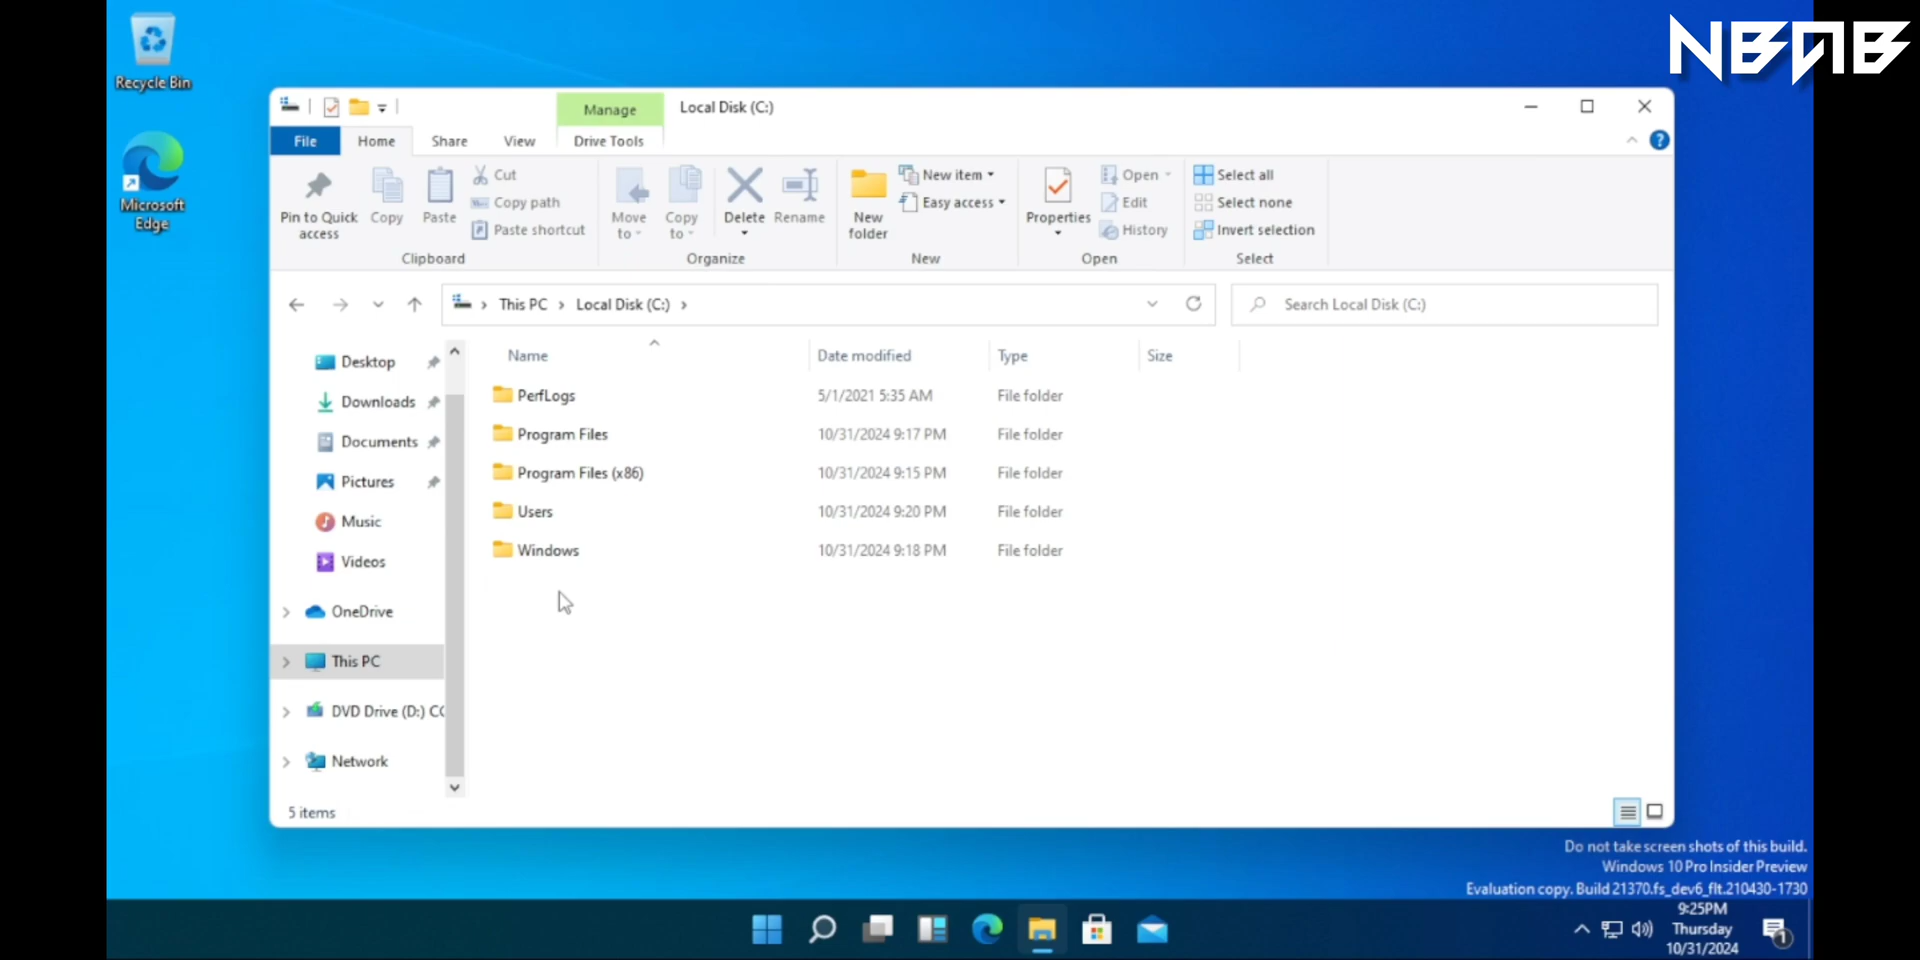 NBAB
Recycle Bin
Microsoft
Edge
Manage
Local Disk (C:)
File
Home
Share
View
Drive Tools
Pin to Quick
access
Copy
Paste
Cut
Copy path
Paste shortcut
Clipboard
Move
to
Copy
to
Delete
Rename
Organize
New
folder
New item
Easy access
New
Properties
Open
Edit
History
Open
Select all
Select none
Invert selection
Select
This PC > Local Disk (C:) >
Search Local Disk (C:)
Desktop
Downloads
Documents
Pictures
Music
Videos
OneDrive
This PC
DVD Drive (D:) CC
Network
Name Date modified Type Size
PerfLogs 5/1/2021 5:35 AM File folder
Program Files 10/31/2024 9:17 PM File folder
Program Files (x86) 10/31/2024 9:15 PM File folder
Users 10/31/2024 9:20 PM File folder
Windows 10/31/2024 9:18 PM File folder
5 items
Do not take screen shots of this build.
Windows 10 Pro Insider Preview
Evaluation copy. Build 21370.fs_dev6_flt.210430-1730
9:25PM
Thursday
10/31/2024
1